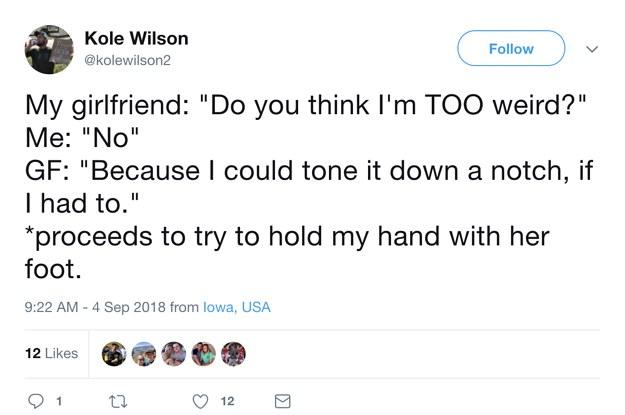 Kole Wilson
@kolewilson2
Follow
My girlfriend: "Do you think I'm TOO weird?"
Me: "No"
GF: "Because I could tone it down a notch, if
I had to."
*proceeds to try to hold my hand with her
foot.
9:22 AM - 4 Sep 2018 from Iowa, USA
12 Likes
1
12